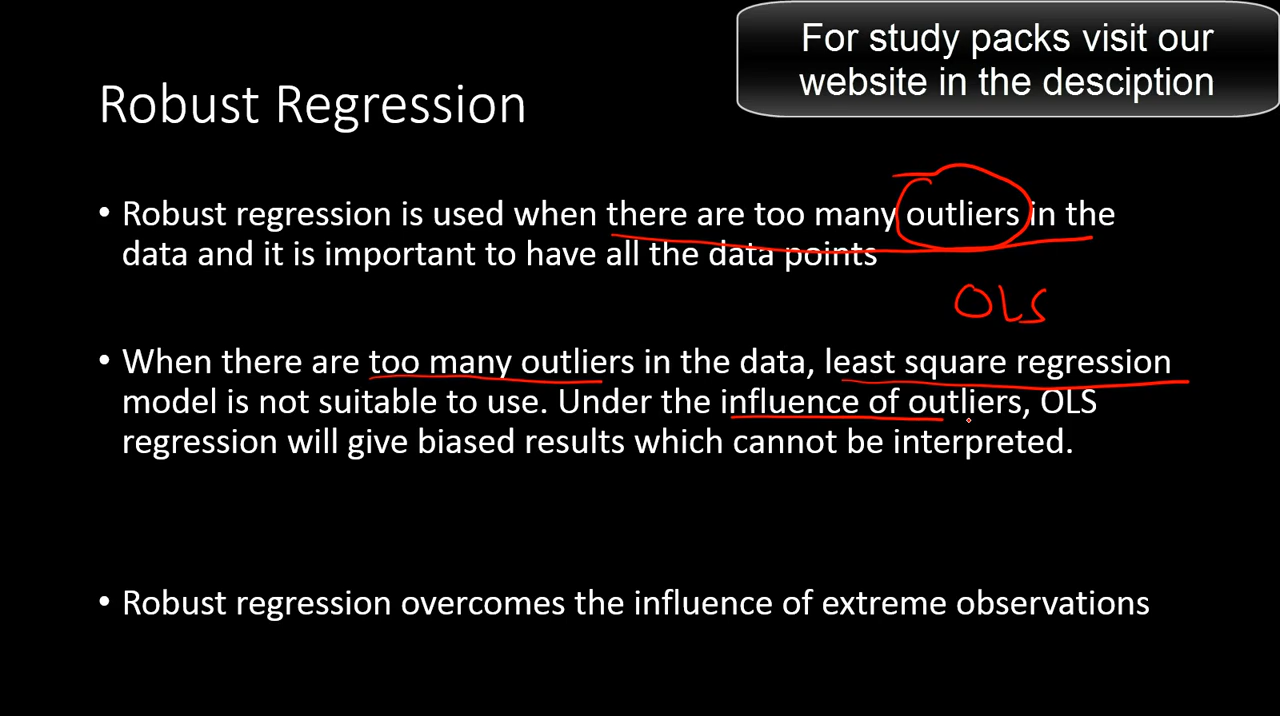 For study packs visit our
website in the desciption
Robust Regression
• Robust regression is used when there are too many outliers in the
data and it is important to have all the data points
OLS
• When there are too many outliers in the data, least square regression
model is not suitable to use. Under the influence of outliers, OLS
regression will give biased results which cannot be interpreted.
• Robust regression overcomes the influence of extreme observations